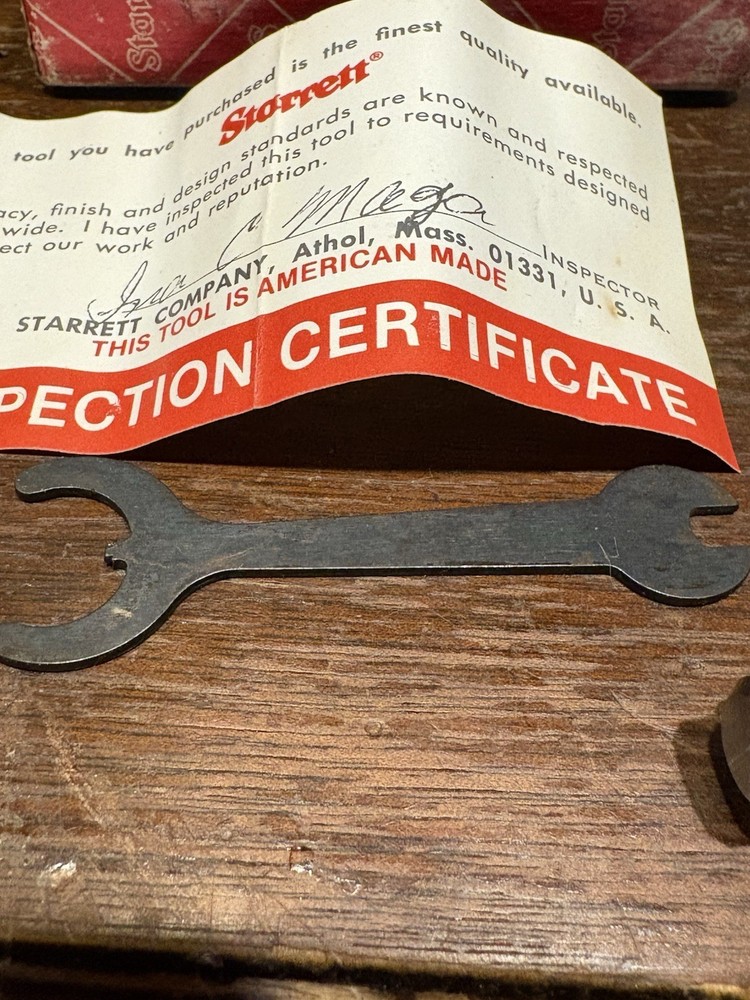 tool you have purchased is the finest quality available.
Starrett®
acy, finish and design standards are known and respected
wide. I have inspected this tool to requirements designed
ect our work and reputation.
INSPECTOR
STARRETT COMPANY, Athol, Mass. 01331, U. S. A.
THIS TOOL IS AMERICAN MADE
PECTION CERTIFICATE